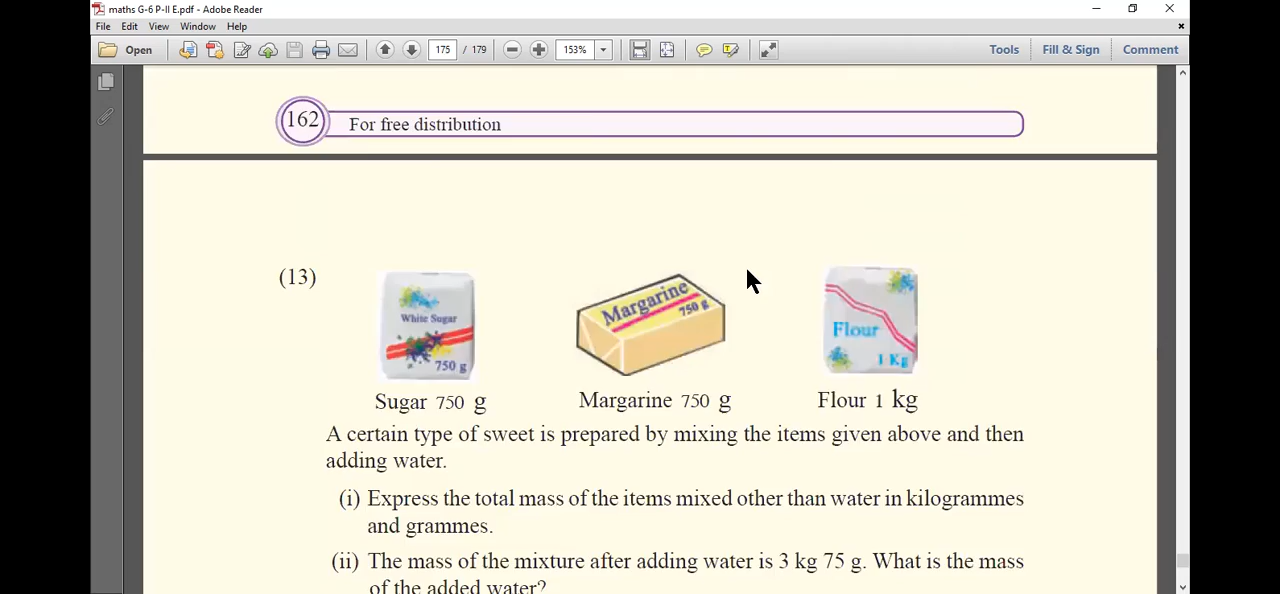 maths G-6 P-II E.pdf - Adobe Reader
File Edit View Window Help
Open 175 / 179 153% Tools Fill & Sign Comment
162 For free distribution
(13)
White Sugar
750 g
Margarine
750 g
Flour
1 Kg
Sugar 750 g Margarine 750 g Flour 1 kg
A certain type of sweet is prepared by mixing the items given above and then
adding water.
(i) Express the total mass of the items mixed other than water in kilogrammes
and grammes.
(ii) The mass of the mixture after adding water is 3 kg 75 g. What is the mass
of the added water?